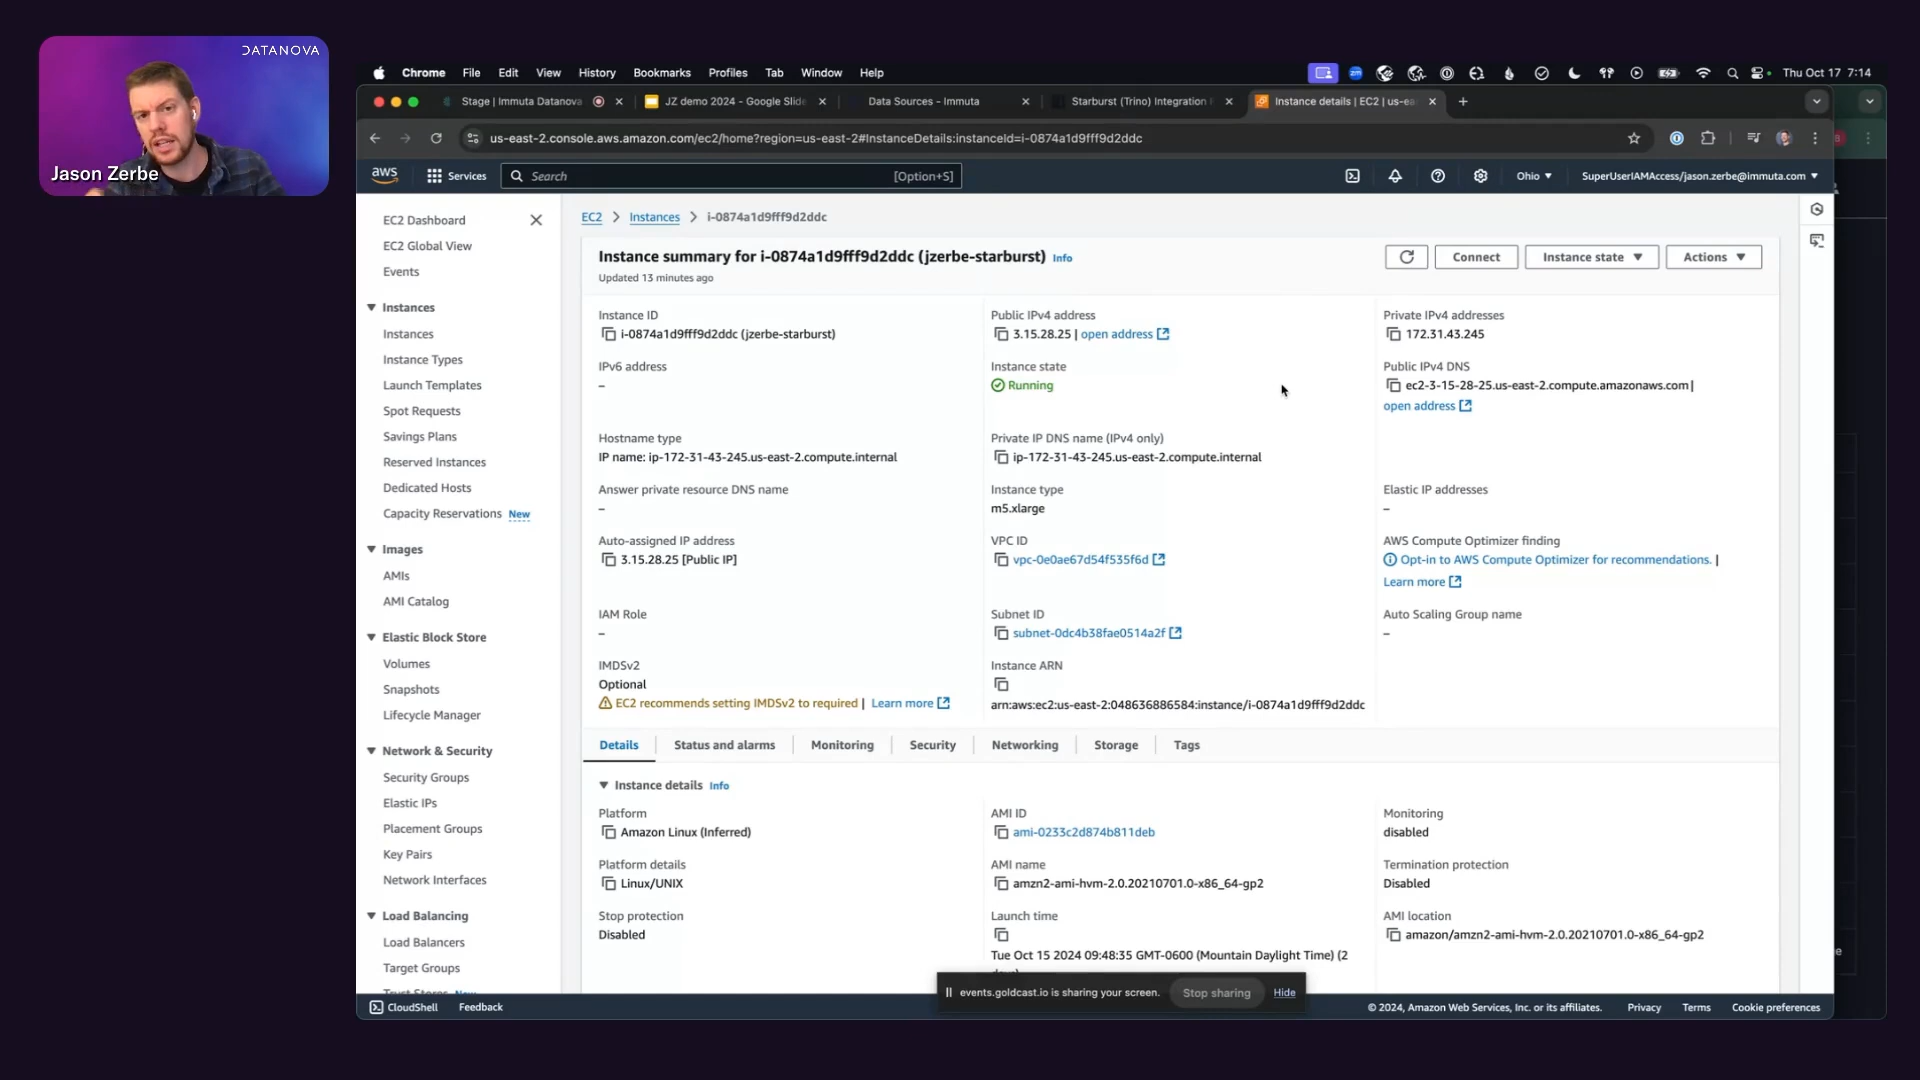 DATANOVA
Jason Zerbe
Chrome File Edit View History Bookmarks Profiles Tab Window Help
Thu Oct 17 7:14
Stage | Immuta Datanova
JZ demo 2024 - Google Slide
Data Sources - Immuta
Starburst (Trino) Integration
Instance details | EC2 | us-ea
us-east-2.console.aws.amazon.com/ec2/home?region=us-east-2#InstanceDetails:instanceId=i-0874a1d9fff9d2ddc
aws
Services
Search
[Option+S]
Ohio
SuperUserIAMAccess/jason.zerbe@immuta.com
EC2 Dashboard
EC2 Global View
Events
Instances
Instances
Instance Types
Launch Templates
Spot Requests
Savings Plans
Reserved Instances
Dedicated Hosts
Capacity Reservations New
Images
AMIs
AMI Catalog
Elastic Block Store
Volumes
Snapshots
Lifecycle Manager
Network & Security
Security Groups
Elastic IPs
Placement Groups
Key Pairs
Network Interfaces
Load Balancing
Load Balancers
Target Groups
Trust Stores New
EC2 > Instances > i-0874a1d9fff9d2ddc
Instance summary for i-0874a1d9fff9d2ddc (jzerbe-starburst) Info
Updated 13 minutes ago
Connect
Instance state
Actions
Instance ID
i-0874a1d9fff9d2ddc (jzerbe-starburst)
Public IPv4 address
3.15.28.25 | open address
Private IPv4 addresses
172.31.43.245
IPv6 address
–
Instance state
Running
Public IPv4 DNS
ec2-3-15-28-25.us-east-2.compute.amazonaws.com |
open address
Hostname type
IP name: ip-172-31-43-245.us-east-2.compute.internal
Private IP DNS name (IPv4 only)
ip-172-31-43-245.us-east-2.compute.internal
Answer private resource DNS name
–
Instance type
m5.xlarge
Elastic IP addresses
–
Auto-assigned IP address
3.15.28.25 [Public IP]
VPC ID
vpc-0e0ae67d54f535f6d
AWS Compute Optimizer finding
Opt-in to AWS Compute Optimizer for recommendations. |
Learn more
IAM Role
–
Subnet ID
subnet-0dc4b38fae0514a2f
Auto Scaling Group name
–
IMDSv2
Optional
EC2 recommends setting IMDSv2 to required | Learn more
Instance ARN
arn:aws:ec2:us-east-2:048636886584:instance/i-0874a1d9fff9d2ddc
Details
Status and alarms
Monitoring
Security
Networking
Storage
Tags
Instance details Info
Platform
Amazon Linux (Inferred)
AMI ID
ami-0233c2d874b811deb
Monitoring
disabled
Platform details
Linux/UNIX
AMI name
amzn2-ami-hvm-2.0.20210701.0-x86_64-gp2
Termination protection
Disabled
Stop protection
Disabled
Launch time
Tue Oct 15 2024 09:48:35 GMT-0600 (Mountain Daylight Time) (2
AMI location
amazon/amzn2-ami-hvm-2.0.20210701.0-x86_64-gp2
events.goldcast.io is sharing your screen.
Stop sharing
Hide
CloudShell
Feedback
© 2024, Amazon Web Services, Inc. or its affiliates.
Privacy
Terms
Cookie preferences